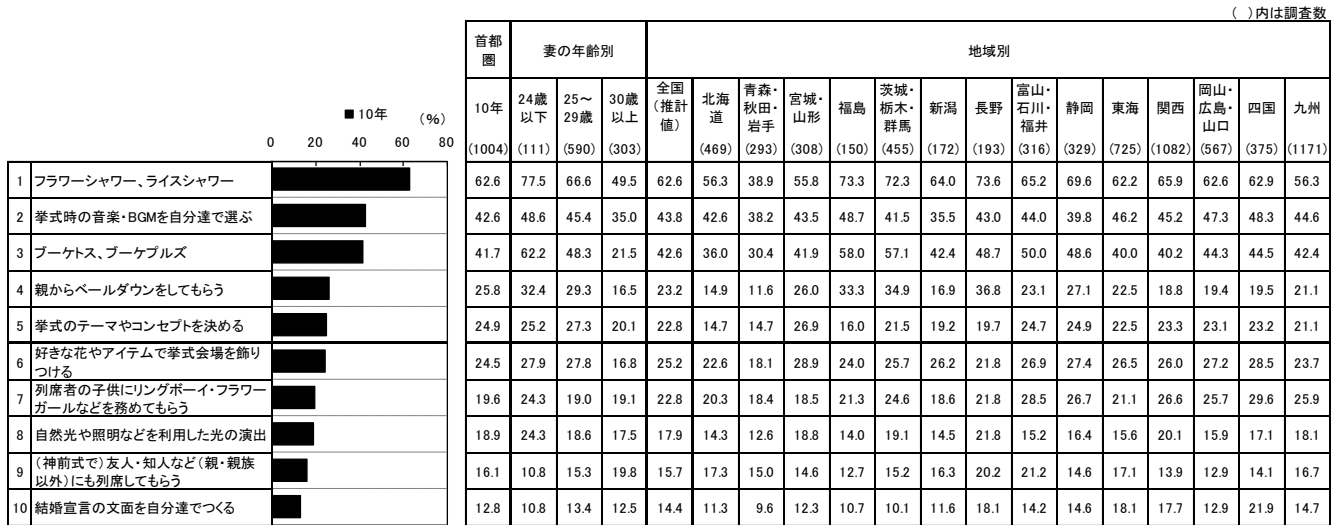 ( )内は調査数
首都圏 妻の年齢別 地域別
■10年 (%)
10年 24歳以下 25~29歳 30歳以上 全国(推計値) 北海道 青森・秋田・岩手 宮城・山形 福島 茨城・栃木・群馬 新潟 長野 富山・石川・福井 静岡 東海 関西 岡山・広島・山口 四国 九州
0 20 40 60 80
(1004) (111) (590) (303) (469) (293) (308) (150) (455) (172) (193) (316) (329) (725) (1082) (567) (375) (1171)
1 フラワーシャワー、ライスシャワー 62.6 77.5 66.6 49.5 62.6 56.3 38.9 55.8 73.3 72.3 64.0 73.6 65.2 69.6 62.2 65.9 62.6 62.9 56.3
2 挙式時の音楽・BGMを自分達で選ぶ 42.6 48.6 45.4 35.0 43.8 42.6 38.2 43.5 48.7 41.5 35.5 43.0 44.0 39.8 46.2 45.2 47.3 48.3 44.6
3 ブーケトス、ブーケプルズ 41.7 62.2 48.3 21.5 42.6 36.0 30.4 41.9 58.0 57.1 42.4 48.7 50.0 48.6 40.0 40.2 44.3 44.5 42.4
4 親からベールダウンをしてもらう 25.8 32.4 29.3 16.5 23.2 14.9 11.6 26.0 33.3 34.9 16.9 36.8 23.1 27.1 22.5 18.8 19.4 19.5 21.1
5 挙式のテーマやコンセプトを決める 24.9 25.2 27.3 20.1 22.8 14.7 14.7 26.9 16.0 21.5 19.2 19.7 24.7 24.9 22.5 23.3 23.1 23.2 21.1
6 好きな花やアイテムで挙式会場を飾り
つける 24.5 27.9 27.8 16.8 25.2 22.6 18.1 28.9 24.0 25.7 26.2 21.8 26.9 27.4 26.5 26.0 27.2 28.5 23.7
7 列席者の子供にリングボーイ・フラワー
ガールなどを務めてもらう 19.6 24.3 19.0 19.1 22.8 20.3 18.4 18.5 21.3 24.6 18.6 21.8 28.5 26.7 21.1 26.6 25.7 29.6 25.9
8 自然光や照明などを利用した光の演出 18.9 24.3 18.6 17.5 17.9 14.3 12.6 18.8 14.0 19.1 14.5 21.8 15.2 16.4 15.6 20.1 15.9 17.1 18.1
9 (神前式で)友人・知人など(親・親族
以外)にも列席してもらう 16.1 10.8 15.3 19.8 15.7 17.3 15.0 14.6 12.7 15.2 16.3 20.2 21.2 14.6 17.1 13.9 12.9 14.1 16.7
10 結婚宣言の文面を自分達でつくる 12.8 10.8 13.4 12.5 14.4 11.3 9.6 12.3 10.7 10.1 11.6 18.1 14.2 14.6 18.1 17.7 12.9 21.9 14.7